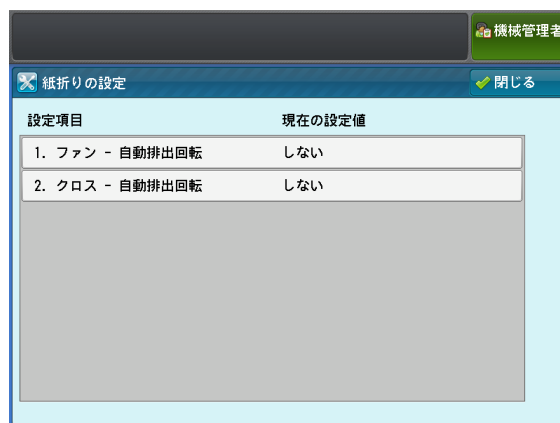 機械管理者
紙折りの設定
閉じる
設定項目 現在の設定値
1. ファン - 自動排出回転 しない
2. クロス - 自動排出回転 しない